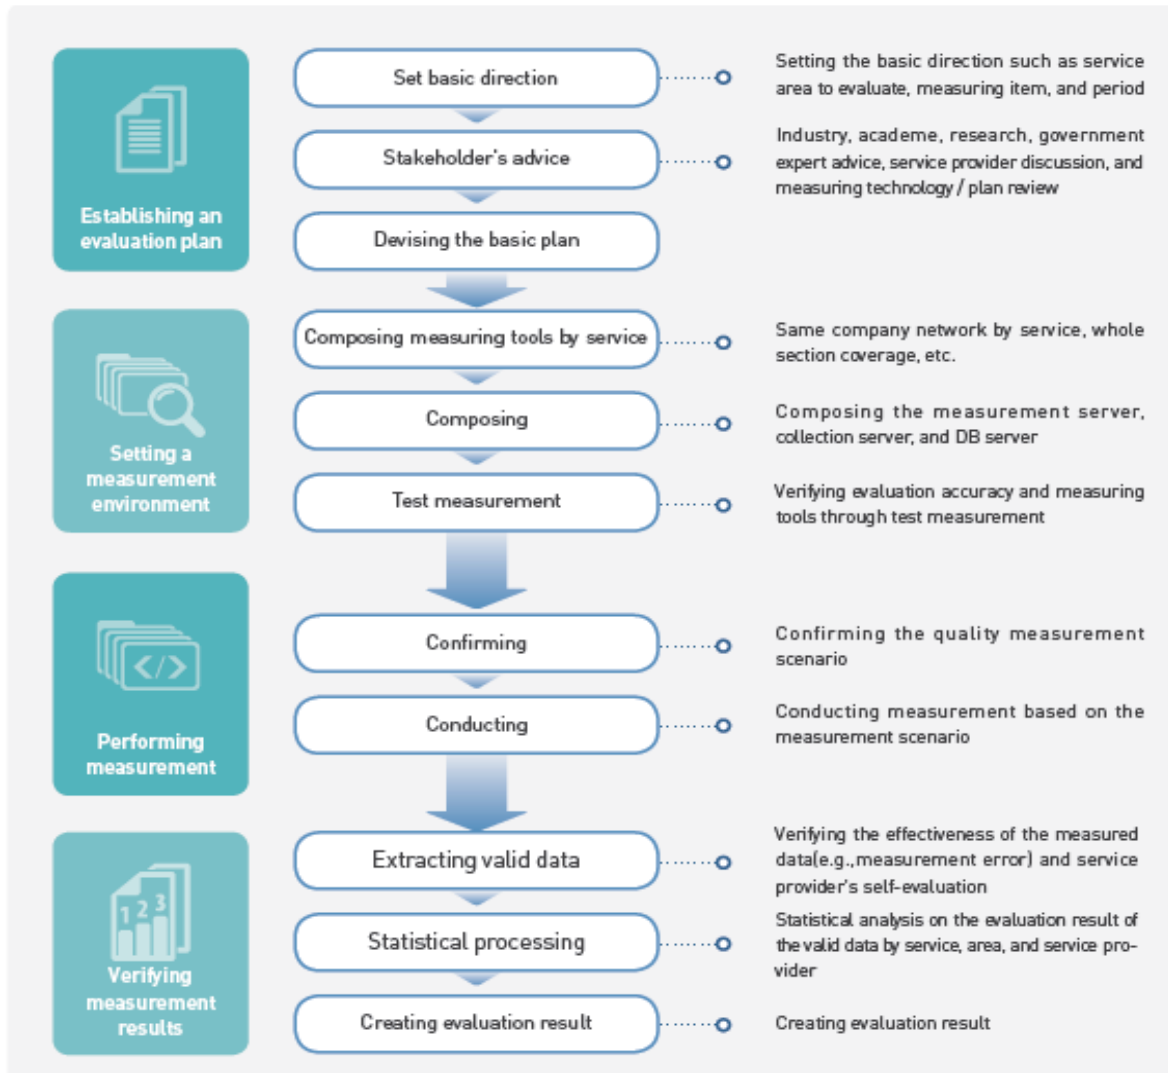 Set basic direction
Setting the basic direction such as service
area to evaluate, measuring item, and period
Stakeholder's advice
Industry, academe, research, government
expert advice, service provider discussion, and
measuring technology / plan review
Establishing an
evaluation plan
Devising the basic plan
Composing measuring tools by service
Same company network by service, whole
section coverage, etc.
Composing
Composing the measurement server,
collection server, and DB server
Setting a
measurement
environment
Test measurement
Verifying evaluation accuracy and measuring
tools through test measurement
Confirming
Confirming the quality measurement
scenario
</>
Conducting
Conducting measurement based on the
measurement scenario
Performing
measurement
Extracting valid data
Verifying the effectiveness of the measured
data(e.g., measurement error) and service
provider's self-evaluation
1 2 3
Statistical processing
Statistical analysis on the evaluation result of
the valid data by service, area, and service pro-
vider
Verifying
measurement
results
Creating evaluation result
Creating evaluation result